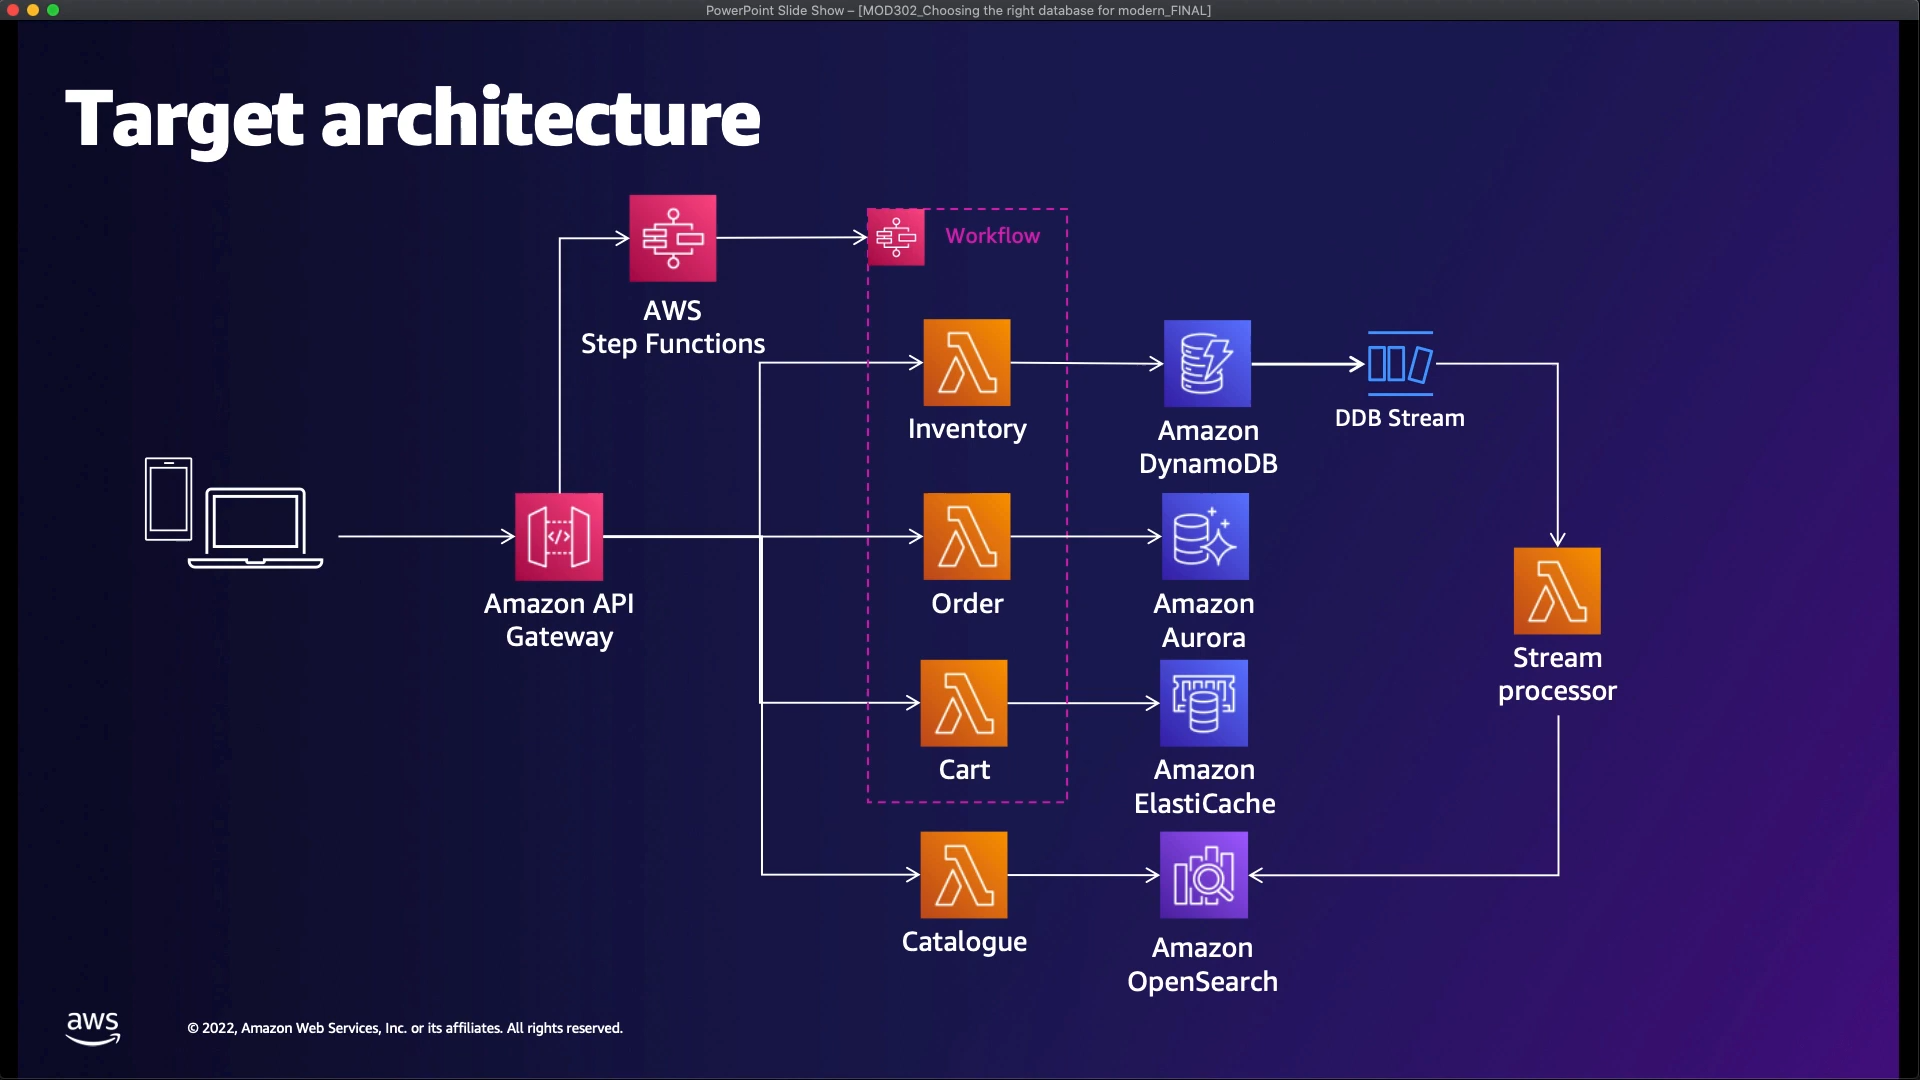 PowerPoint Slide Show – [MOD302_Choosing the right database for modern_FINAL]
Target architecture
Workflow
AWS
Step Functions
Inventory
Amazon
DynamoDB
DDB Stream
Amazon API
Gateway
Order
Amazon
Aurora
Stream
processor
Cart
Amazon
ElastiCache
Catalogue
Amazon
OpenSearch
aws
© 2022, Amazon Web Services, Inc. or its affiliates. All rights reserved.